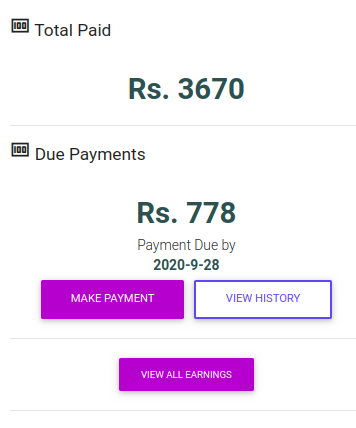 Total Paid
Rs. 3670
Due Payments
Rs. 778
Payment Due by
2020-9-28
MAKE PAYMENT VIEW HISTORY
VIEW ALL EARNINGS